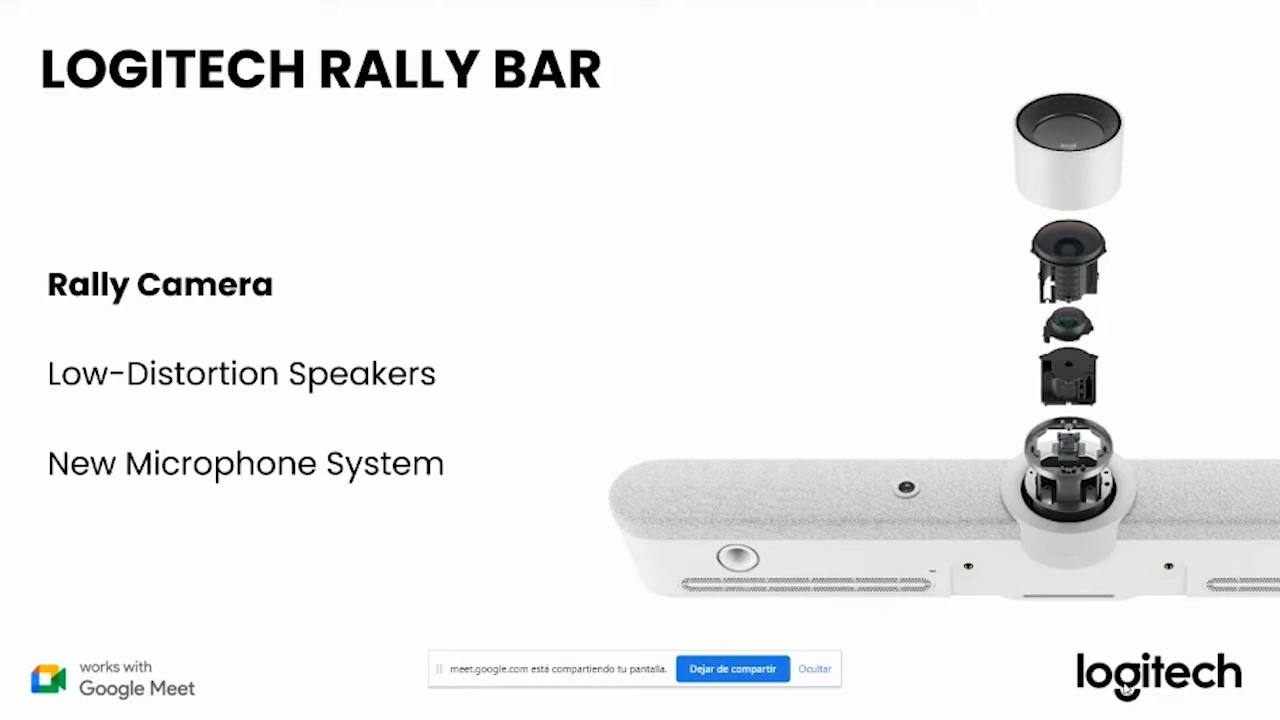 LOGITECH RALLY BAR
logi
Rally Camera
Low-Distortion Speakers
New Microphone System
works with
Google Meet
meet.google.com está compartiendo tu pantalla.
Dejar de compartir
Ocultar
logitech